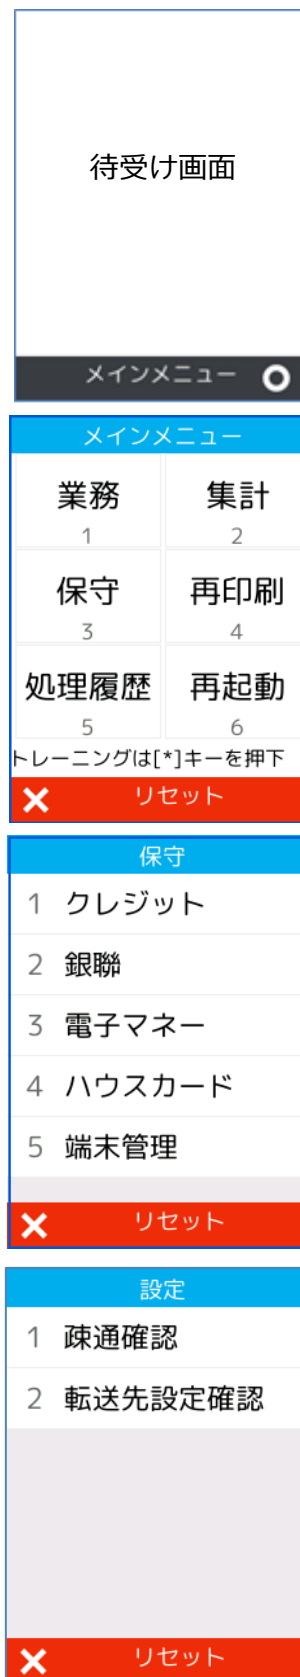 待受け画面
メインメニュー
メインメニュー
業務 集計
1 2
保守 再印刷
3 4
処理履歴 再起動
5 6
トレーニングは[*]キーを押下
リセット
保守
1 クレジット
2 銀聯
3 電子マネー
4 ハウスカード
5 端末管理
リセット
設定
1 疎通確認
2 転送先設定確認
リセット